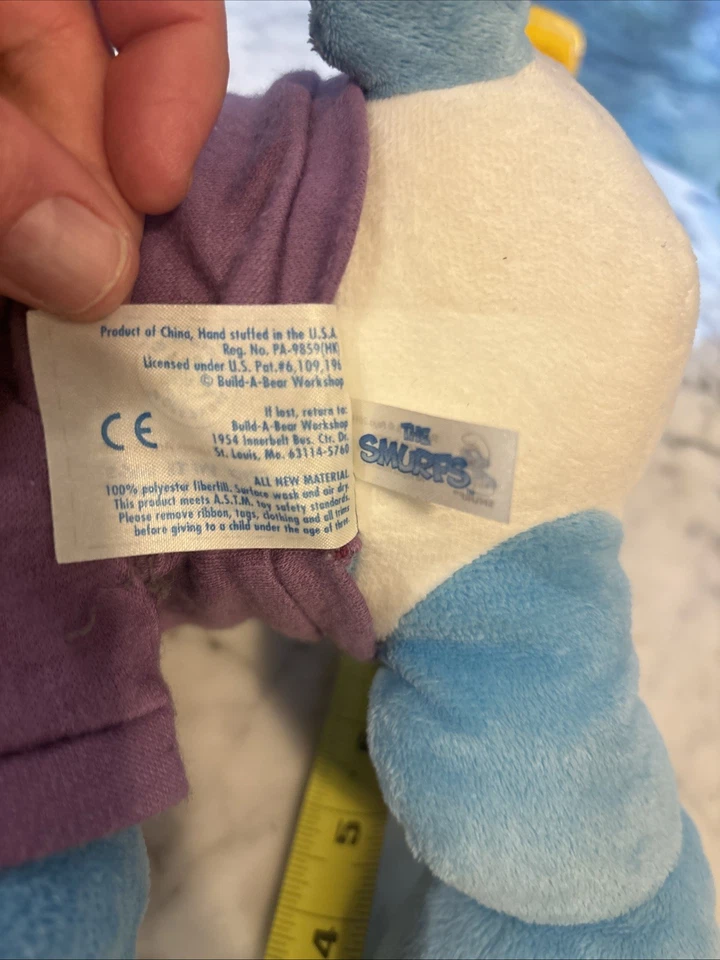 Product of China, Hand stuffed in the U.S.A
Reg. No. PA-9859(HK)
Licensed under U.S. Pat.#6,109,196
© Build-A-Bear Workshop
CE
If lost, return to:
Build-A-Bear Workshop
1954 Innerbelt Bus. Ctr. Dr.
St. Louis, Mo. 63114-5760
ALL NEW MATERIAL
100% polyester fiberfill. Surface wash and air dry.
This product meets A.S.T.M. toy safety standards.
Please remove ribbon, tags, clothing and all trims
before giving to a child under the age of three.
THE
SMURFS
5
4